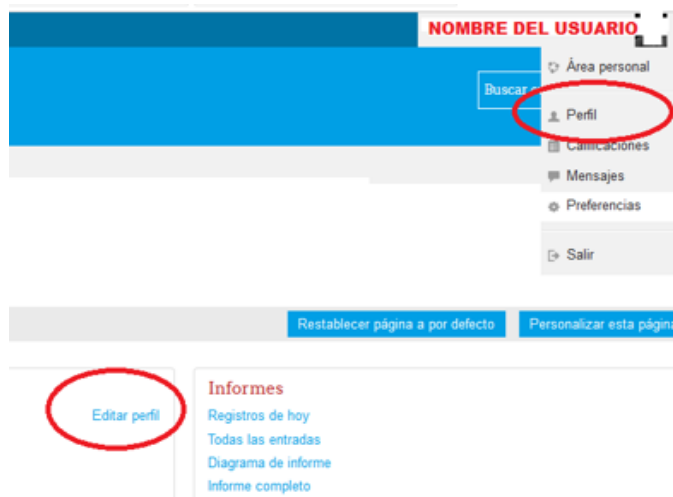 NOMBRE DEL USUARIO
Área personal
Buscar
Perfil
Calificaciones
Mensajes
Preferencias
Salir
Restablecer página a por defecto
Personalizar esta página
Editar perfil
Informes
Registros de hoy
Todas las entradas
Diagrama de informe
Informe completo